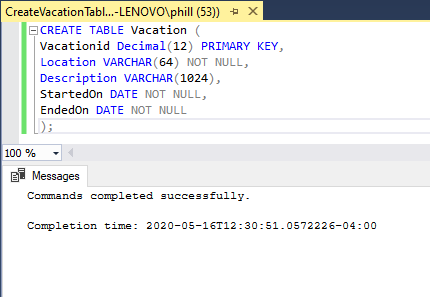 CreateVacationTabl...-LENOVO\phill (53))
CREATE TABLE Vacation (
Vacationid Decimal(12) PRIMARY KEY,
Location VARCHAR(64) NOT NULL,
Description VARCHAR(1024),
StartedOn DATE NOT NULL,
EndedOn DATE NOT NULL
);
100 %
Messages
Commands completed successfully.
Completion time: 2020-05-16T12:30:51.0572226-04:00